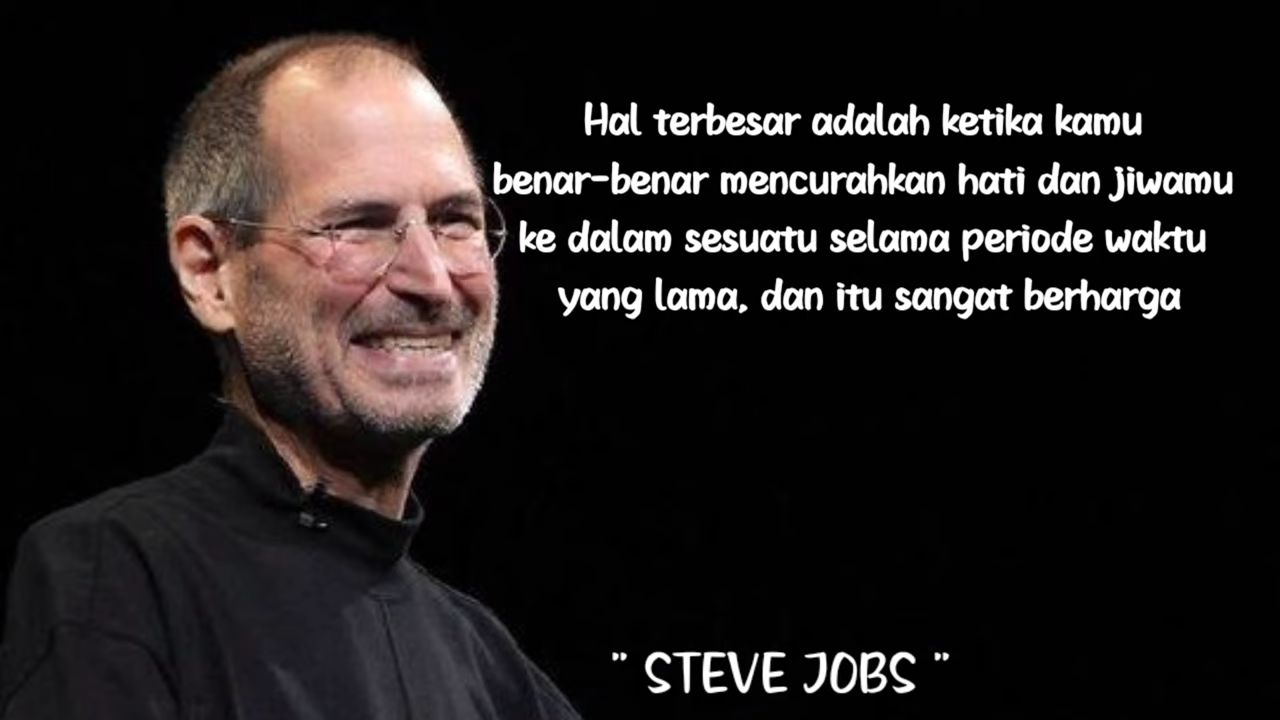 Hal terbesar adalah ketika kamu
benar-benar mencurahkan hati dan jiwamu
ke dalam sesuatu selama periode waktu
yang lama, dan itu sangat berharga
" STEVE JOBS "